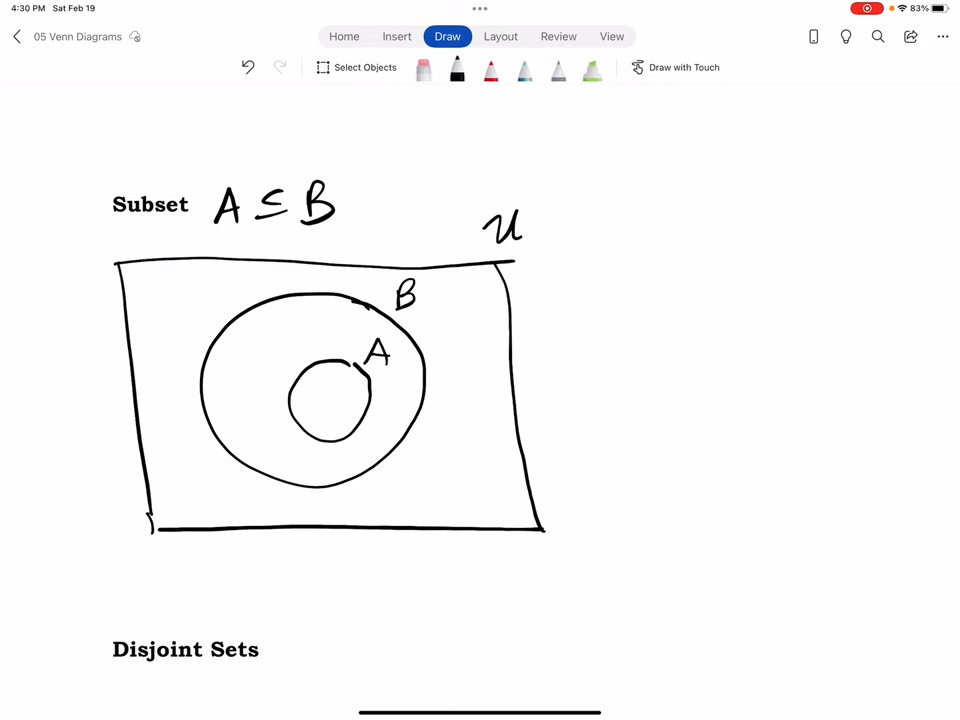 4:30 PM Sat Feb 19
83%
05 Venn Diagrams
Home Insert Draw Layout Review View
Select Objects
Draw with Touch
Subset A ⊆ B
U
B
A
Disjoint Sets